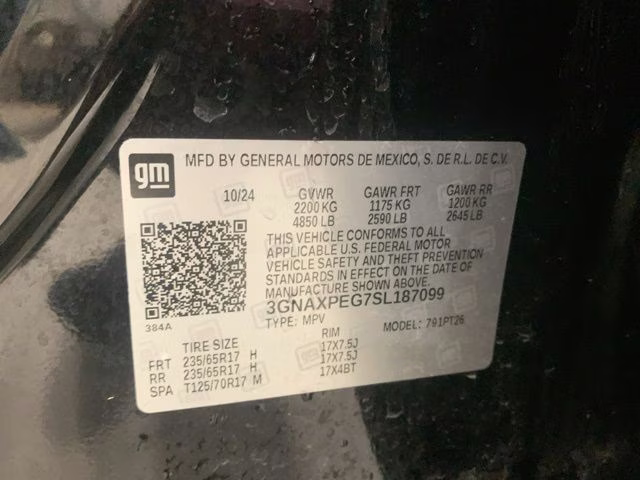 gm MFD BY GENERAL MOTORS DE MEXICO, S. DE R.L. DE C.V.
10/24 GVWR GAWR FRT GAWR RR
2200 KG 1175 KG 1200 KG
4850 LB 2590 LB 2645 LB
THIS VEHICLE CONFORMS TO ALL
APPLICABLE U.S. FEDERAL MOTOR
VEHICLE SAFETY AND THEFT PREVENTION
STANDARDS IN EFFECT ON THE DATE OF
MANUFACTURE SHOWN ABOVE.
3GNAXPEG7SL187099
384A TYPE: MPV MODEL: 791PT26
TIRE SIZE RIM
FRT 235/65R17 H 17X7.5J
RR 235/65R17 H 17X7.5J
SPA T125/70R17 M 17X4BT